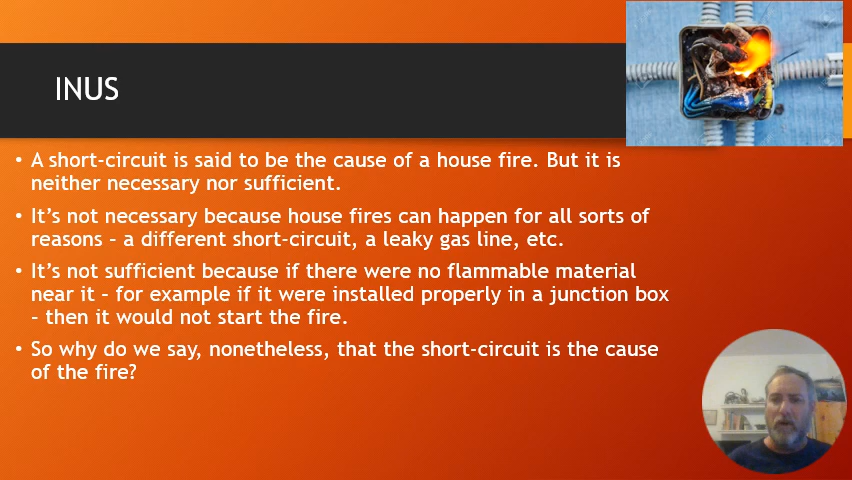 INUS
• A short-circuit is said to be the cause of a house fire. But it is
neither necessary nor sufficient.
• It’s not necessary because house fires can happen for all sorts of
reasons – a different short-circuit, a leaky gas line, etc.
• It’s not sufficient because if there were no flammable material
near it – for example if it were installed properly in a junction box
– then it would not start the fire.
• So why do we say, nonetheless, that the short-circuit is the cause
of the fire?